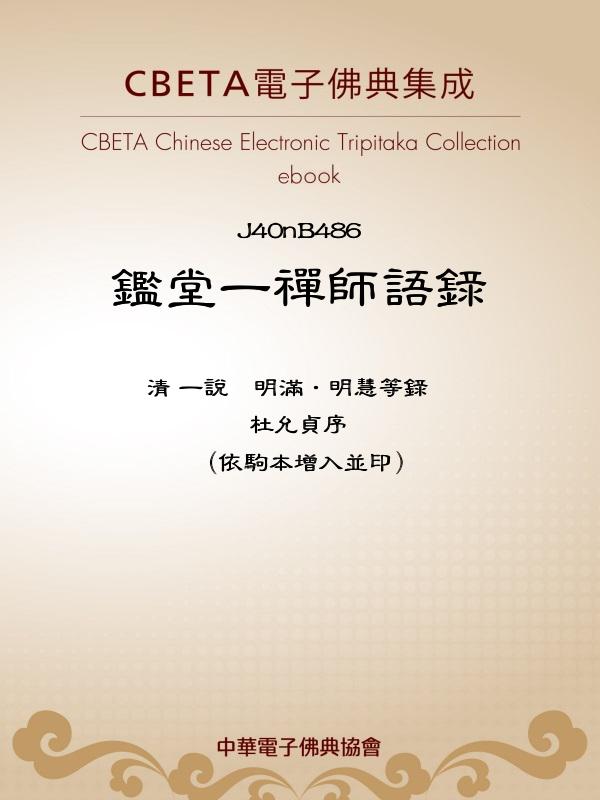 CBETA電子佛典集成
CBETA Chinese Electronic Tripitaka Collection
ebook
J40nB486
鑑堂一禪師語録
清 一說　明滿．明慧等録
杜允貞序
（依駒本增入並印）
中華電子佛典協會